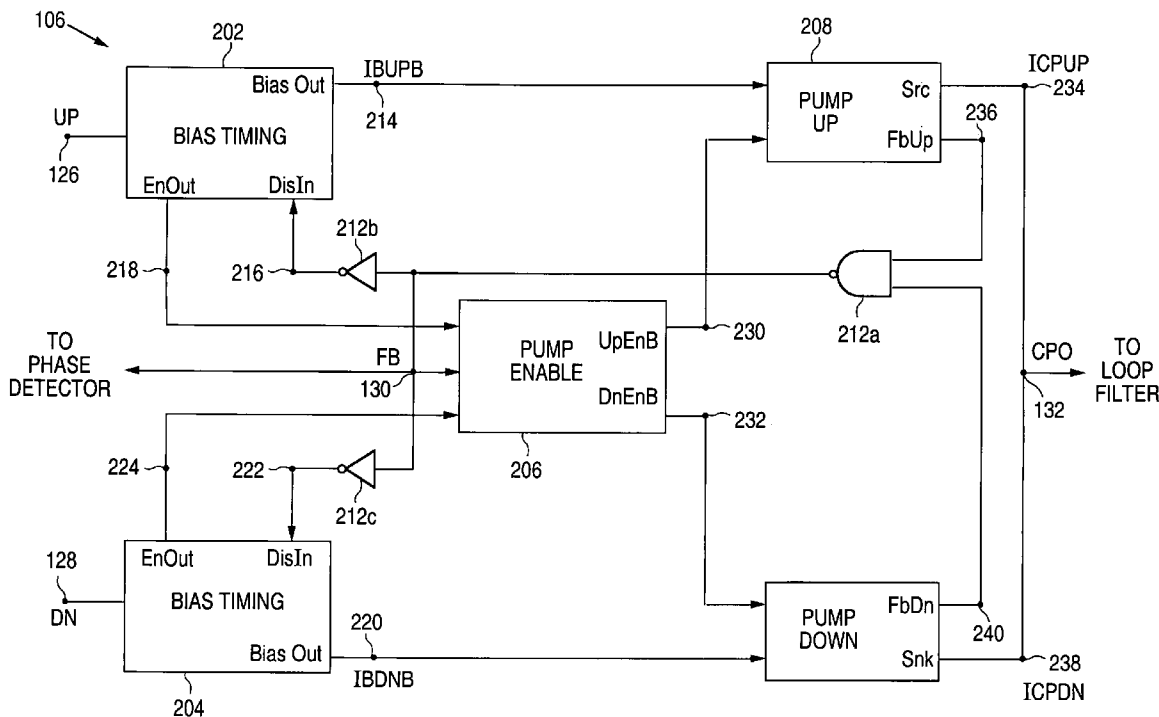 106
202
208
IBUPB
ICPUP
Bias Out
Src
234
UP
214
PUMP
UP
236
BIAS TIMING
FbUp
126
EnOut
DisIn
212b
218
216
212a
UpEnB
230
TO
PHASE
DETECTOR
FB
130
PUMP
ENABLE
CPO
TO
LOOP
FILTER
132
DnEnB
232
224
222
206
212c
128
EnOut
DisIn
DN
BIAS TIMING
220
PUMP
DOWN
FbDn
240
Bias Out
Snk
238
IBDNB
ICPDN
204